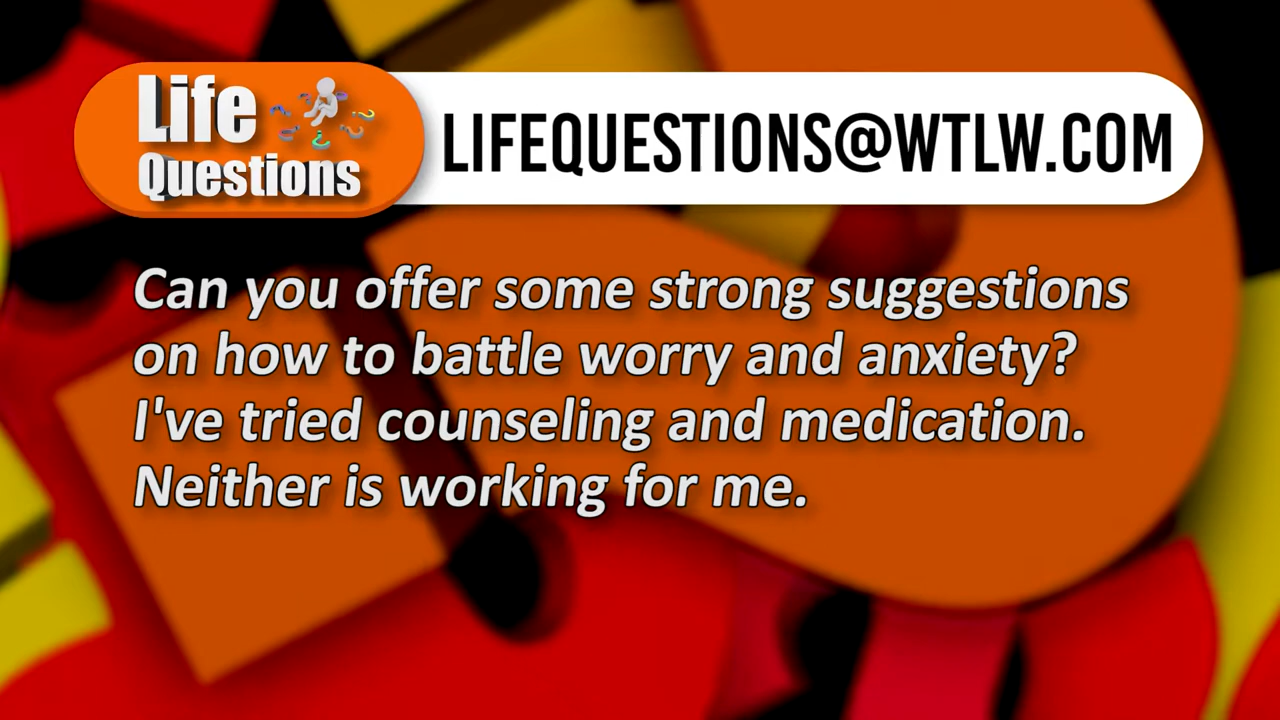 Life
Questions
LIFEQUESTIONS@WTLW.COM
Can you offer some strong suggestions
on how to battle worry and anxiety?
I've tried counseling and medication.
Neither is working for me.